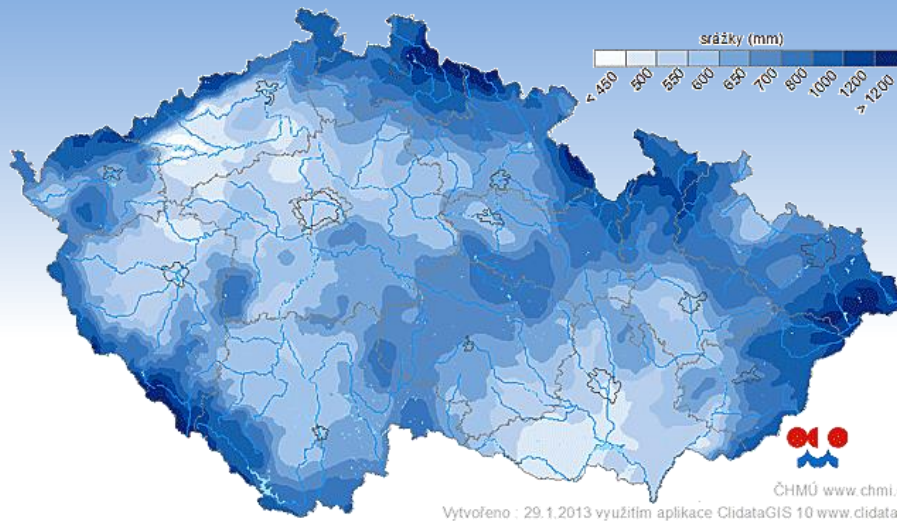 srážky (mm)
< 450 500 550 600 650 700 800 1000 1200 > 1200
ČHMÚ www.chmi.
Vytvořeno : 29.1.2013 využitím aplikace ClidataGIS 10 www.clidata